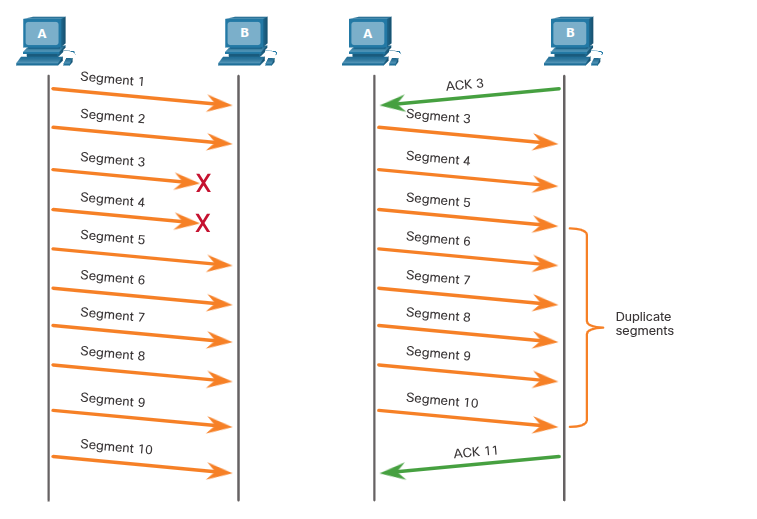 A
B
Segment 1
Segment 2
Segment 3
X
Segment 4
X
Segment 5
Segment 6
Segment 7
Segment 8
Segment 9
Segment 10
A
B
ACK 3
Segment 3
Segment 4
Segment 5
Segment 6
Segment 7
Segment 8
Segment 9
Segment 10
ACK 11
Duplicate
segments